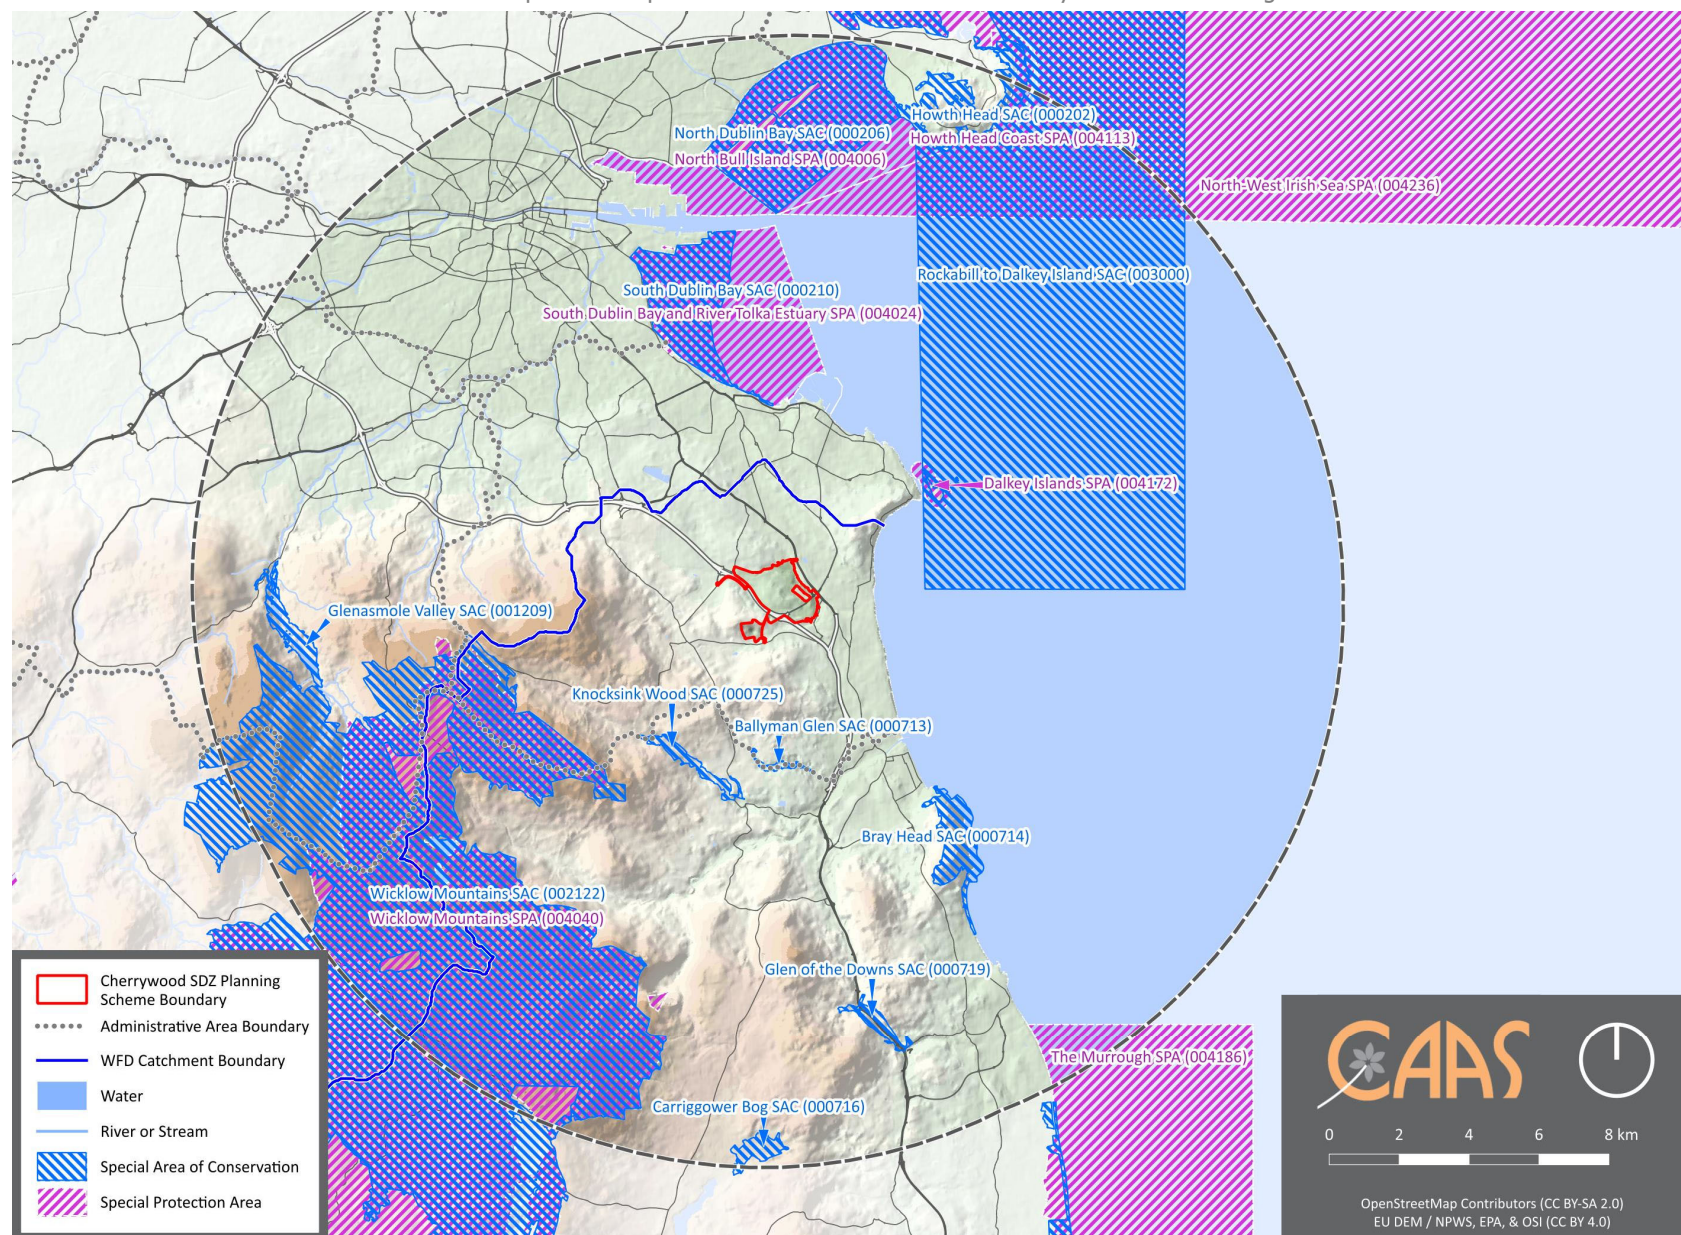 North Dublin Bay SAC (000206)
North Bull Island SPA (004006)
Howth Head SAC (000202)
Howth Head Coast SPA (004113)
North-West Irish Sea SPA (004236)
South Dublin Bay SAC (000210)
South Dublin Bay and River Tolka Estuary SPA (004024)
Rockabill to Dalkey Island SAC (003000)
Dalkey Islands SPA (004172)
Glenasmole Valley SAC (001209)
Knocksink Wood SAC (000725)
Ballyman Glen SAC (000713)
Bray Head SAC (000714)
Wicklow Mountains SAC (002122)
Wicklow Mountains SPA (004040)
Glen of the Downs SAC (000719)
The Murrough SPA (004186)
Carriggower Bog SAC (000716)
Cherrywood SDZ Planning
Scheme Boundary
Administrative Area Boundary
WFD Catchment Boundary
Water
River or Stream
Special Area of Conservation
Special Protection Area
CAAS
0 2 4 6 8 km
OpenStreetMap Contributors (CC BY-SA 2.0)
EU DEM / NPWS, EPA, & OSI (CC BY 4.0)